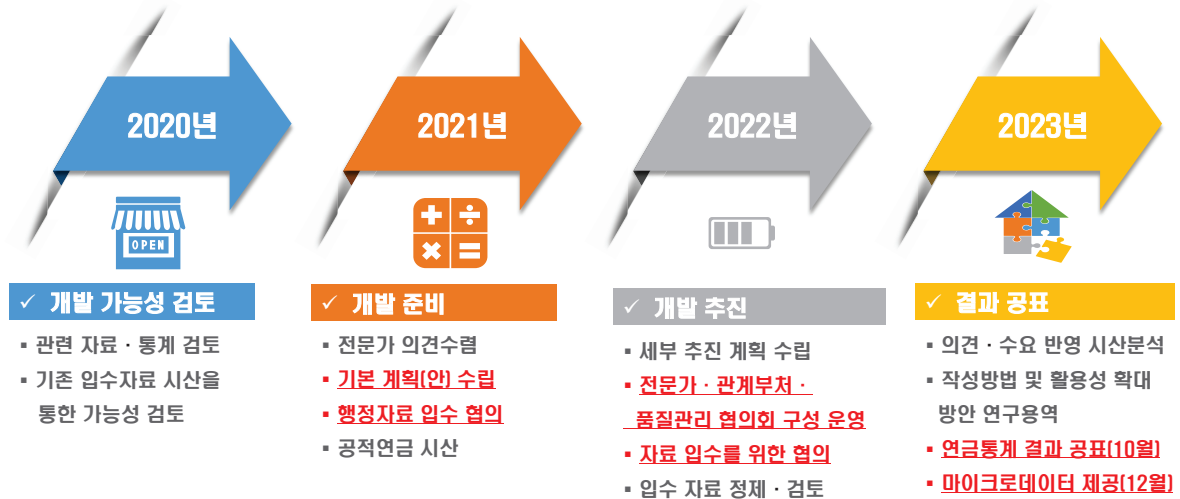 2020년
OPEN
✓ 개발 가능성 검토
▪ 관련 자료 · 통계 검토
▪ 기존 입수자료 시산을
통한 가능성 검토
2021년
✓ 개발 준비
▪ 전문가 의견수렴
▪ 기본 계획(안) 수립
▪ 행정자료 입수 협의
▪ 공적연금 시산
2022년
✓ 개발 추진
▪ 세부 추진 계획 수립
▪ 전문가 · 관계부처 ·
품질관리 협의회 구성 운영
▪ 자료 입수를 위한 협의
▪ 입수 자료 정제 · 검토
2023년
✓ 결과 공표
▪ 의견 · 수요 반영 시산분석
▪ 작성방법 및 활용성 확대
방안 연구용역
▪ 연금통계 결과 공표(10월)
▪ 마이크로데이터 제공(12월)